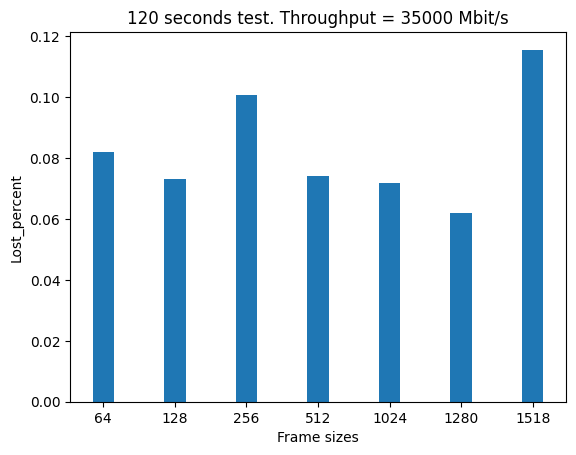 120 seconds test. Throughput = 35000 Mbit/s
0.12
0.10
0.08
0.06
0.04
0.02
0.00
Lost_percent
64 128 256 512 1024 1280 1518
Frame sizes